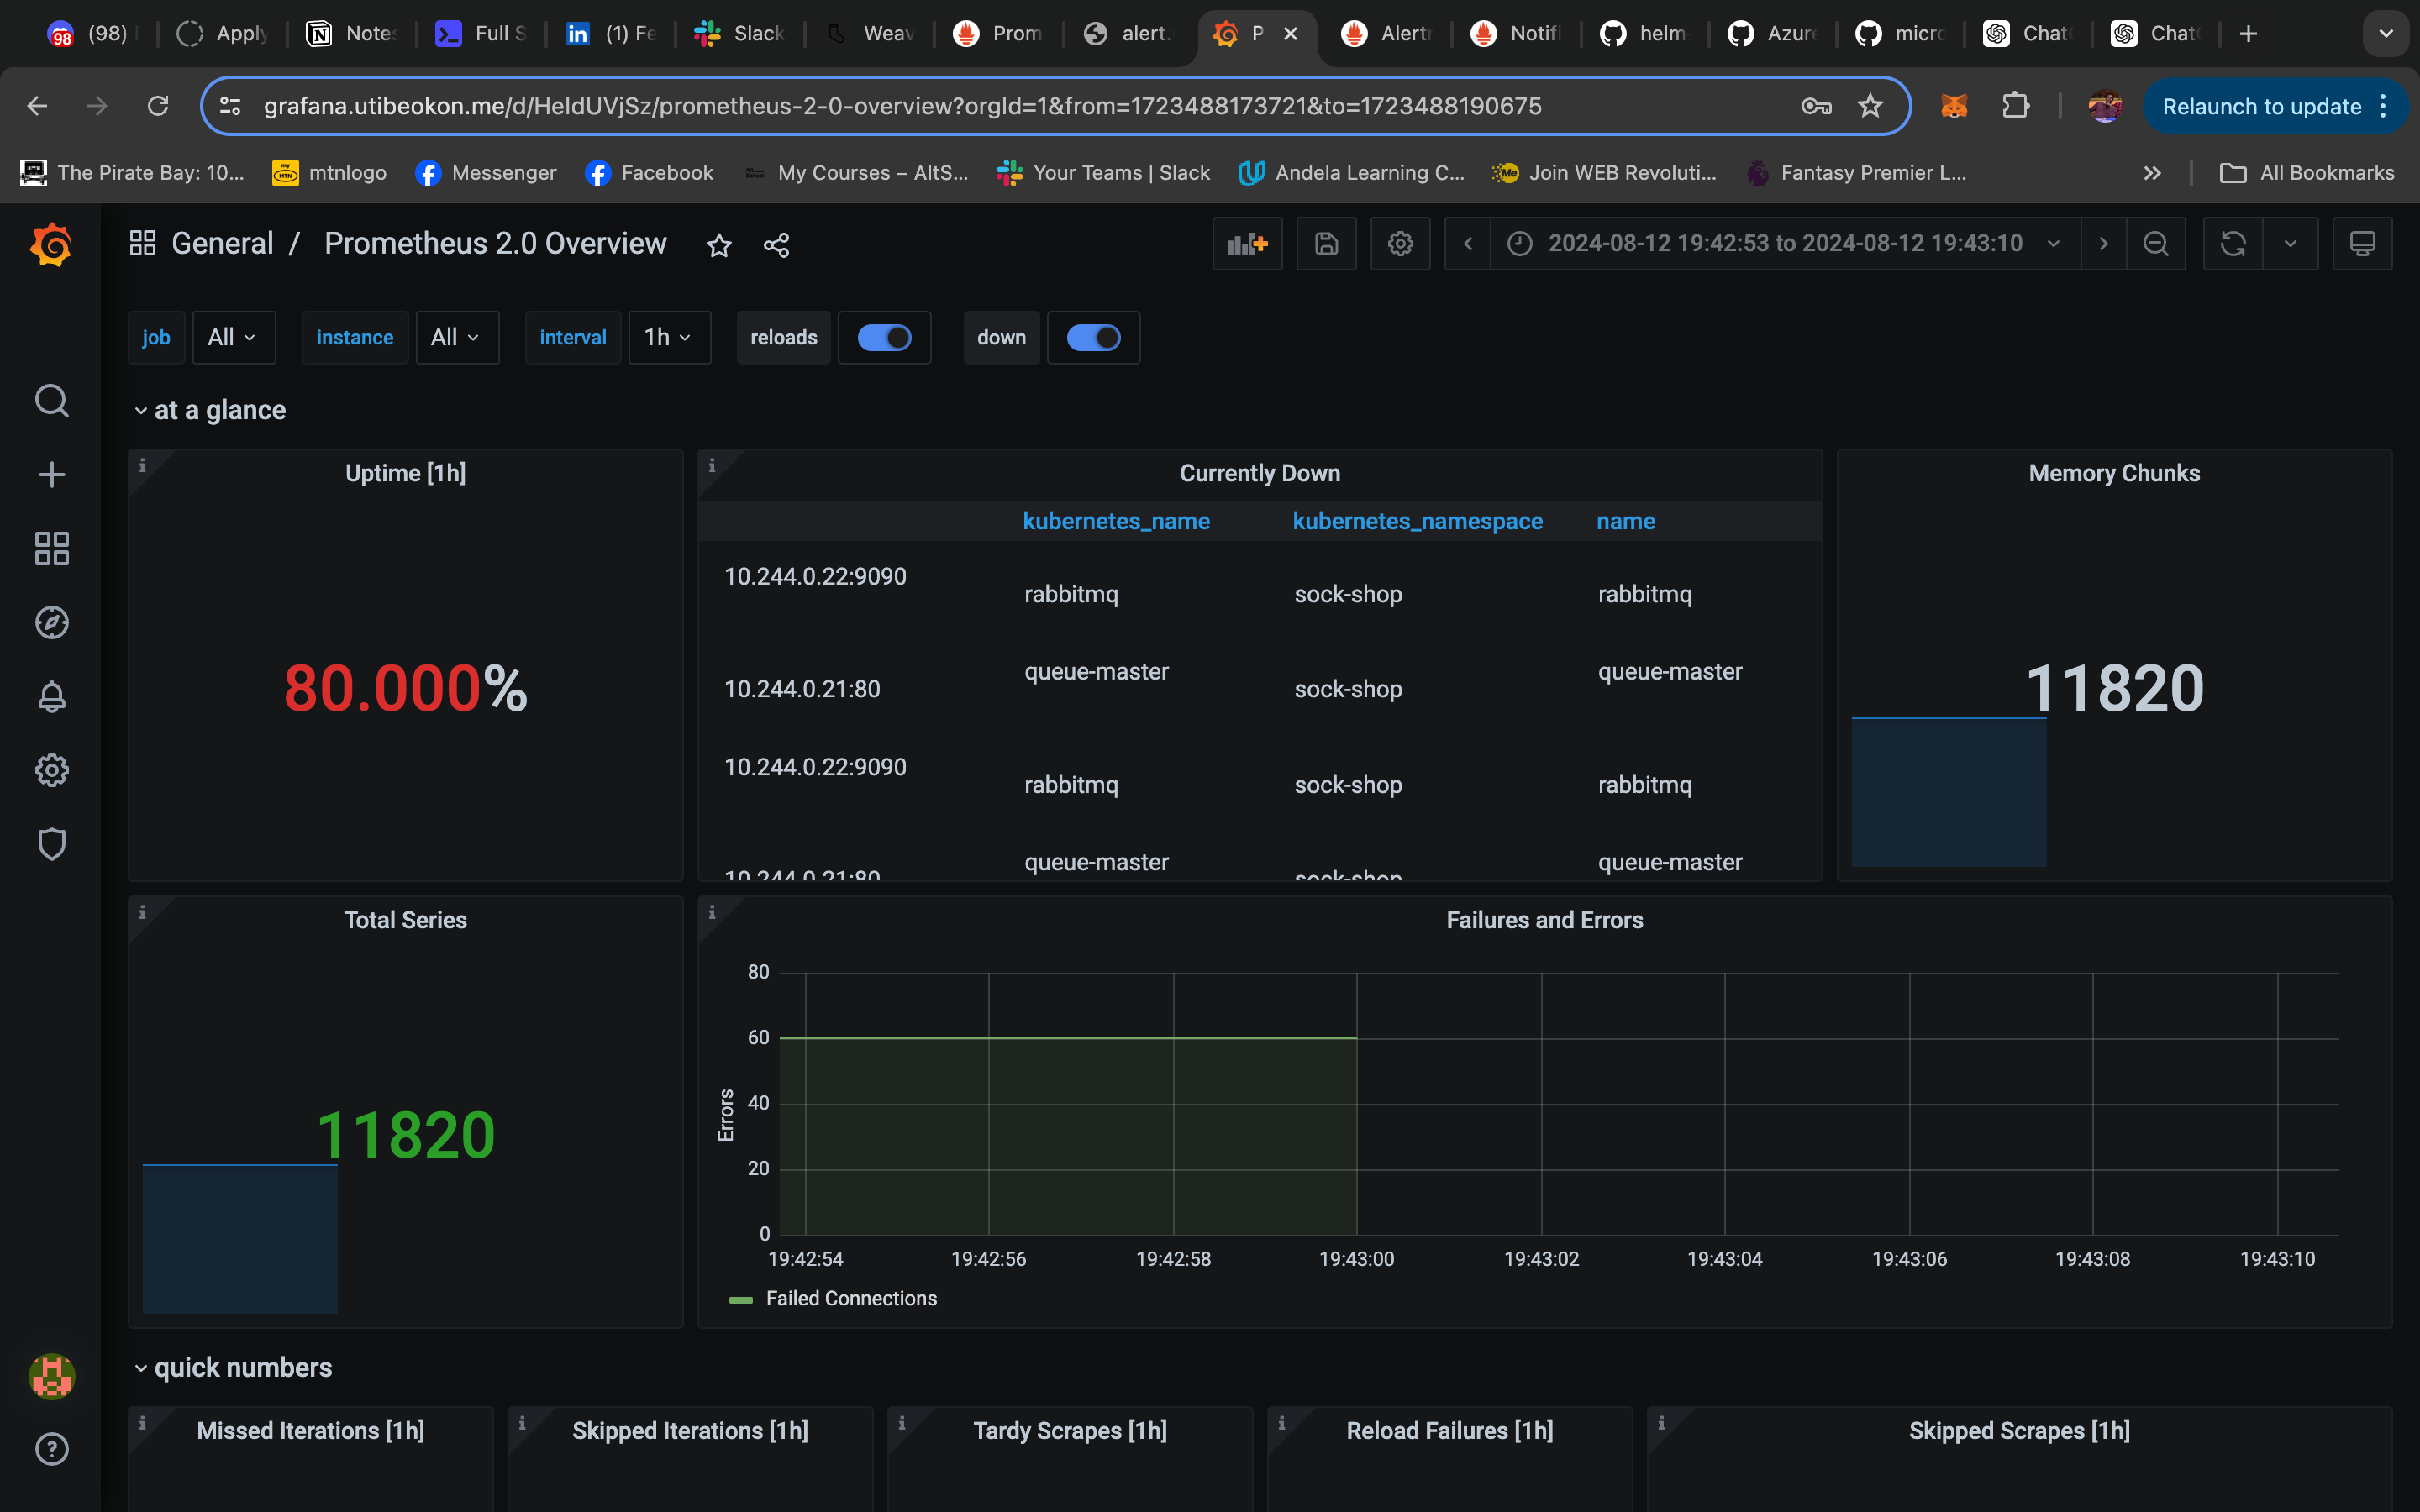 98 (98) Apply Notes Full S (1) Fe Slack Weav Prom alert. P Alert Notifi helm Azure micro Chat Chat
grafana.utibeokon.me/d/HeIdUVjSz/prometheus-2-0-overview?orgId=1&from=1723488173721&to=1723488190675 Relaunch to update
The Pirate Bay: 10... mtnlogo Messenger Facebook My Courses – AltS... Your Teams | Slack Andela Learning C... Join WEB Revoluti... Fantasy Premier L... All Bookmarks
General / Prometheus 2.0 Overview 2024-08-12 19:42:53 to 2024-08-12 19:43:10
job All instance All interval 1h reloads down
at a glance
Uptime [1h]
80.000%
Currently Down
kubernetes_name kubernetes_namespace name
10.244.0.22:9090 rabbitmq sock-shop rabbitmq
10.244.0.21:80 queue-master sock-shop queue-master
10.244.0.22:9090 rabbitmq sock-shop rabbitmq
10.244.0.21:80 queue-master sock-shop queue-master
Memory Chunks
11820
Total Series
11820
Failures and Errors
Errors
80
60
40
20
0
19:42:54 19:42:56 19:42:58 19:43:00 19:43:02 19:43:04 19:43:06 19:43:08 19:43:10
Failed Connections
quick numbers
Missed Iterations [1h] Skipped Iterations [1h] Tardy Scrapes [1h] Reload Failures [1h] Skipped Scrapes [1h]